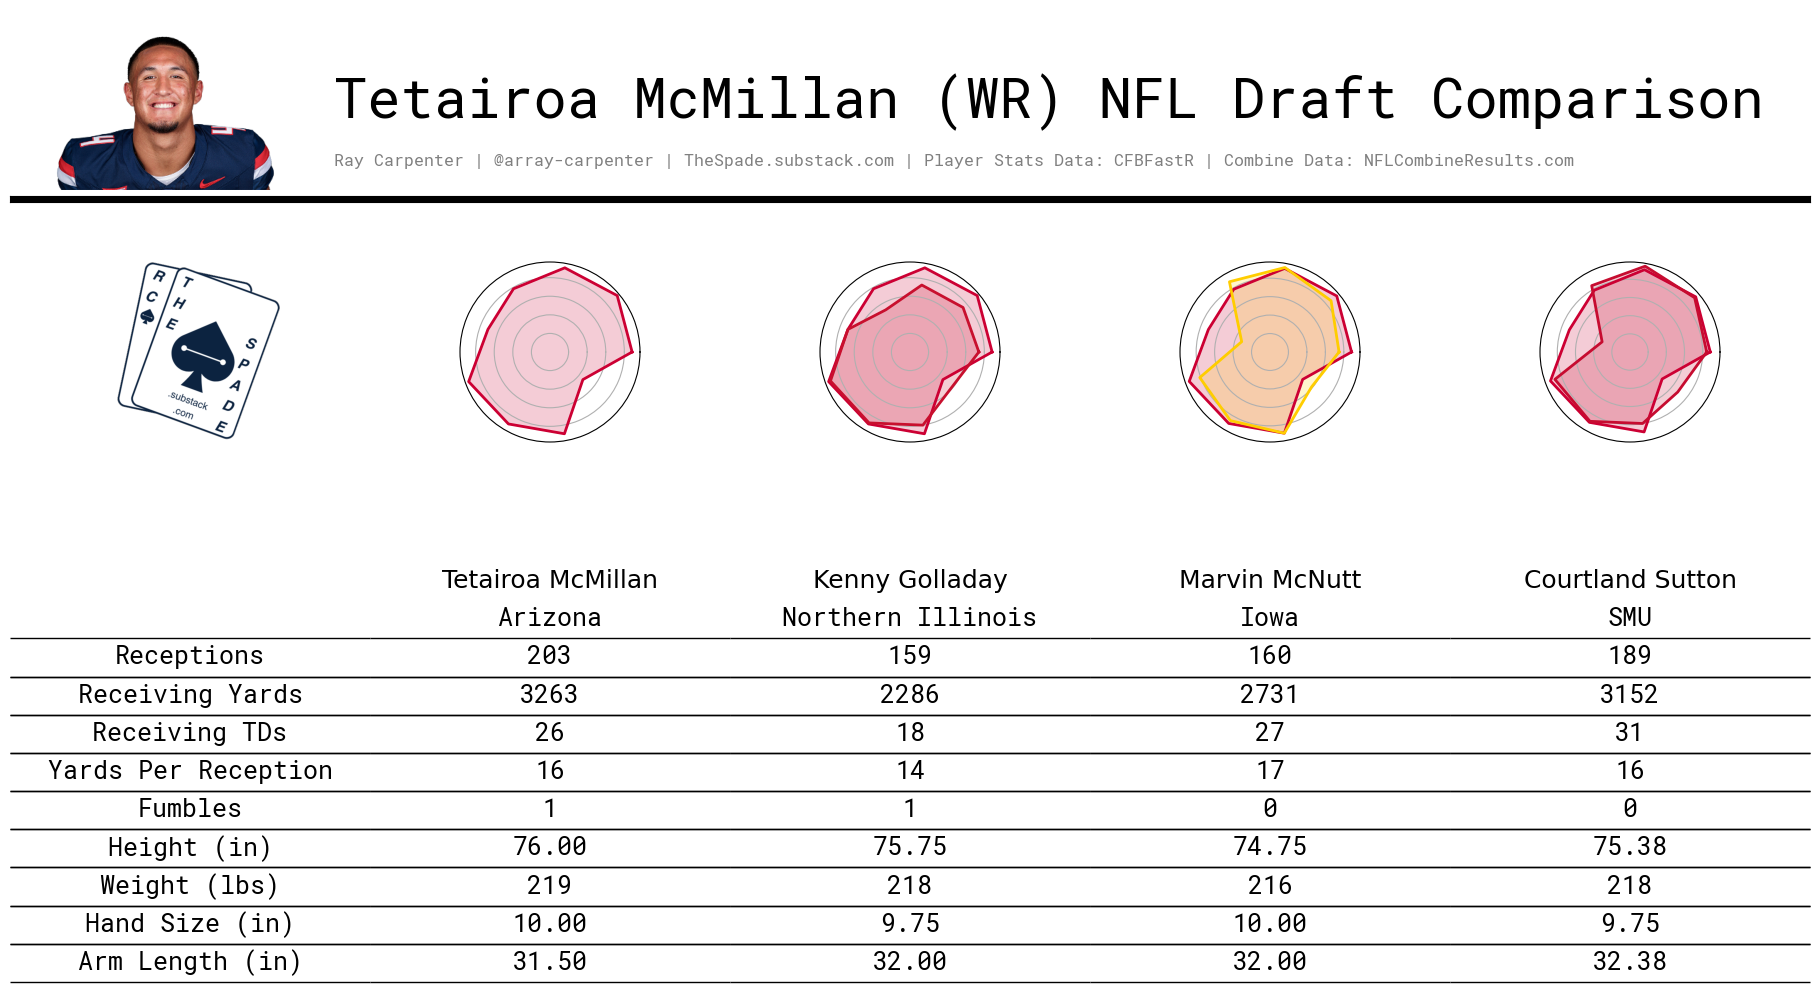 Tetairoa McMillan (WR) NFL Draft Comparison
Ray Carpenter | @array-carpenter | TheSpade.substack.com | Player Stats Data: CFBFastR | Combine Data: NFLCombineResults.com
4 4
R C
THE
SPADE
.substack
.com
Tetairoa McMillan Kenny Golladay Marvin McNutt Courtland Sutton
Arizona Northern Illinois Iowa SMU
Receptions 203 159 160 189
Receiving Yards 3263 2286 2731 3152
Receiving TDs 26 18 27 31
Yards Per Reception 16 14 17 16
Fumbles 1 1 0 0
Height (in) 76.00 75.75 74.75 75.38
Weight (lbs) 219 218 216 218
Hand Size (in) 10.00 9.75 10.00 9.75
Arm Length (in) 31.50 32.00 32.00 32.38